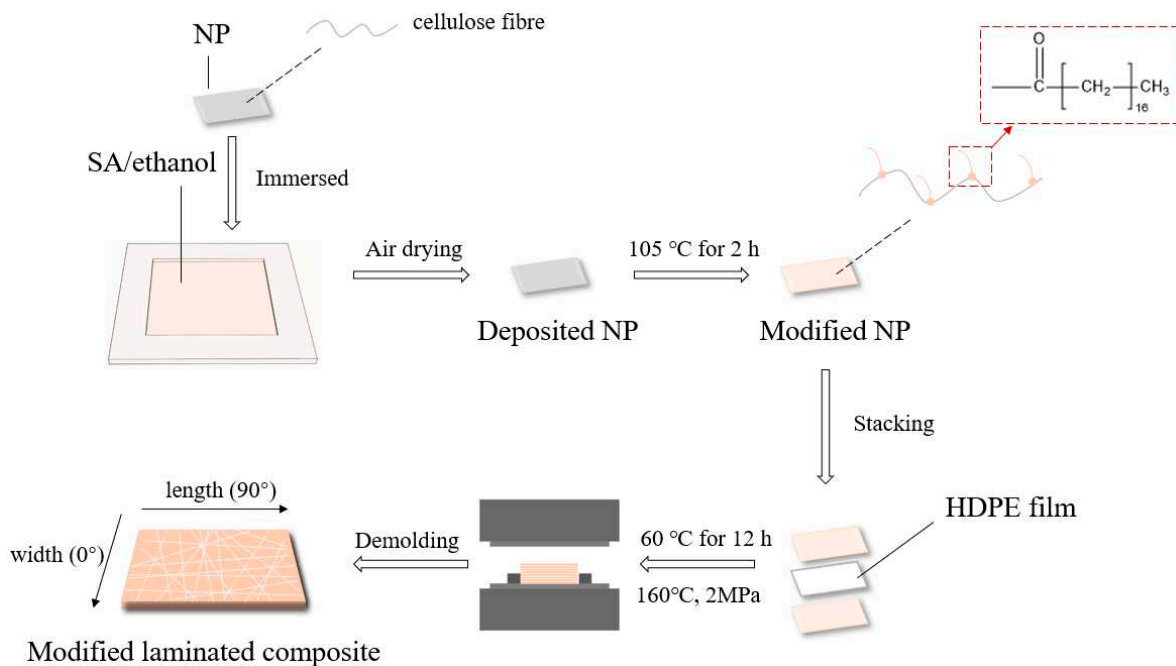 NP
cellulose fibre
SA/ethanol
Immersed
O
C
CH2
16
CH3
Air drying
105 °C for 2 h
Deposited NP
Modified NP
Stacking
HDPE film
60 °C for 12 h
160°C, 2MPa
Demolding
length (90°)
width (0°)
Modified laminated composite